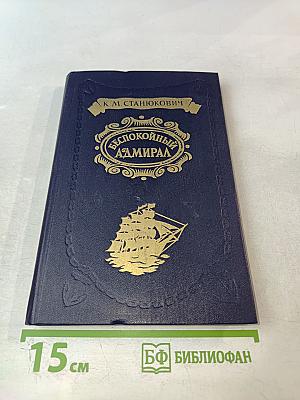 К. М. СТАНЮКОВИЧ
БЕСПОКОЙНЫЙ
АДМИРАЛ
15 см
БФ БИБЛИОФАН